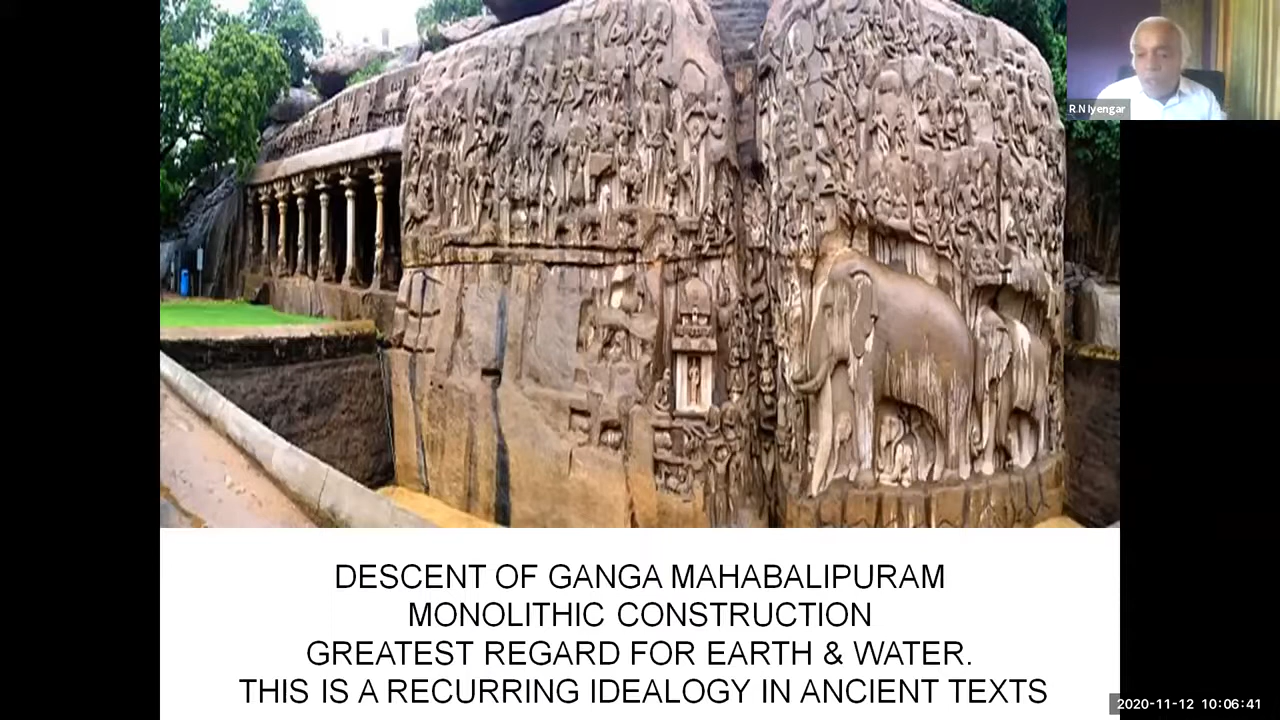 R N Iyengar
DESCENT OF GANGA MAHABALIPURAM
MONOLITHIC CONSTRUCTION
GREATEST REGARD FOR EARTH & WATER.
THIS IS A RECURRING IDEALOGY IN ANCIENT TEXTS
2020-11-12 10:06:41